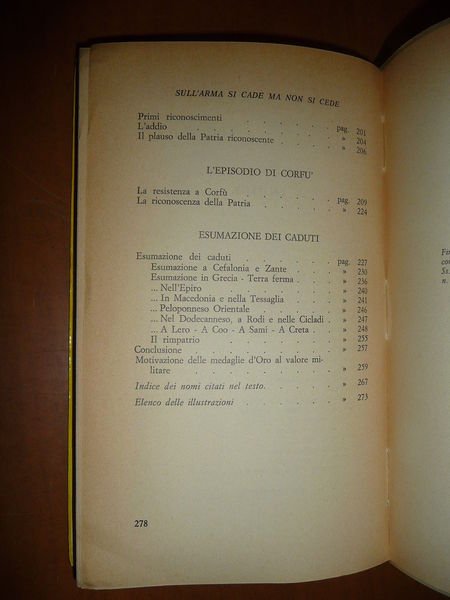 SULL'ARMA SI CADE MA NON SI CEDE
Primi riconoscimenti . . . . . . . . pag. 201
L'addio . . . . . . . . . . » 204
Il plauso della Patria riconoscente . . . . . » 206
L'EPISODIO DI CORFU'
La resistenza a Corfù . . . . . . . pag. 209
La riconoscenza della Patria . . . . . . » 224
ESUMAZIONE DEI CADUTI
Esumazione dei caduti . . . . . . . pag. 227
Esumazione a Cefalonia e Zante . . . . » 230
Esumazione in Grecia - Terra ferma . . . . » 236
...Nell'Epiro . . . . . . . . » 240
... In Macedonia e nella Tessaglia . . . . » 241
... Peloponneso Orientale . . . . . . » 246
... Nel Dodecanneso, a Rodi e nelle Cicladi . . » 247
... A Lero - A Coo - A Sami - A Creta . . . » 248
Il rimpatrio . . . . . . . . » 255
Conclusione . . . . . . . . . » 257
Motivazione delle medaglie d'Oro al valore mi-
litare . . . . . . . . . . » 259
Indice dei nomi citati nel testo . . . . . » 267
Elenco delle illustrazioni . . . . . . » 273
278